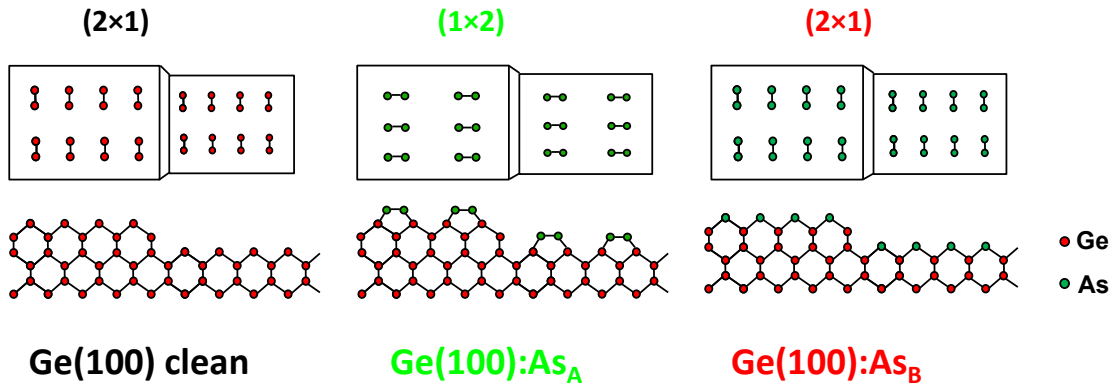 (2×1)
(1×2)
(2×1)
Ge
As
Ge(100) clean
Ge(100):AsA
Ge(100):AsB